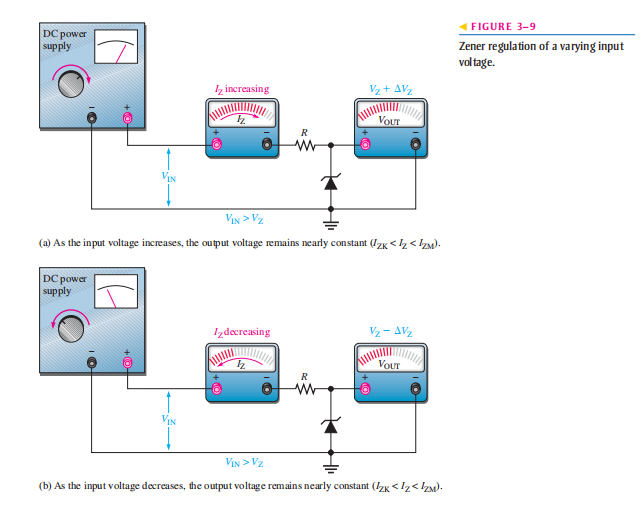 DC power
supply
- +
I_Z increasing
I_Z
+ -
R
V_Z + ΔV_Z
V_OUT
+ -
V_IN
V_IN > V_Z
(a) As the input voltage increases, the output voltage remains nearly constant (I_ZK < I_Z < I_ZM).
DC power
supply
- +
I_Z decreasing
I_Z
+ -
R
V_Z − ΔV_Z
V_OUT
+ -
V_IN
V_IN > V_Z
(b) As the input voltage decreases, the output voltage remains nearly constant (I_ZK < I_Z < I_ZM).
◄ FIGURE 3–9
Zener regulation of a varying input
voltage.